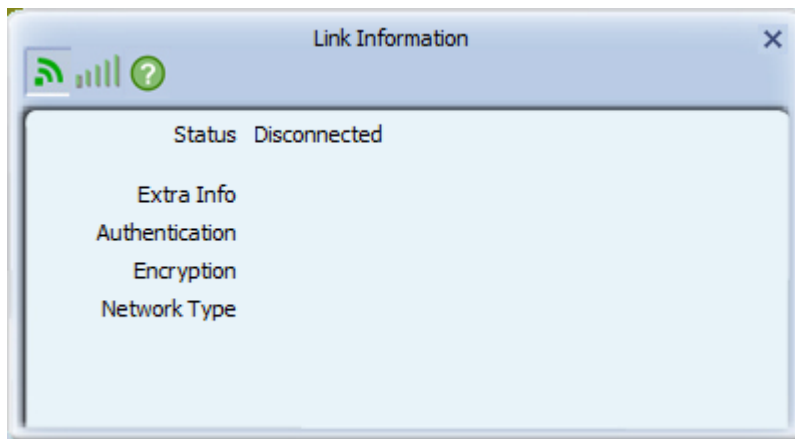 Link Information
Status Disconnected
Extra Info
Authentication
Encryption
Network Type